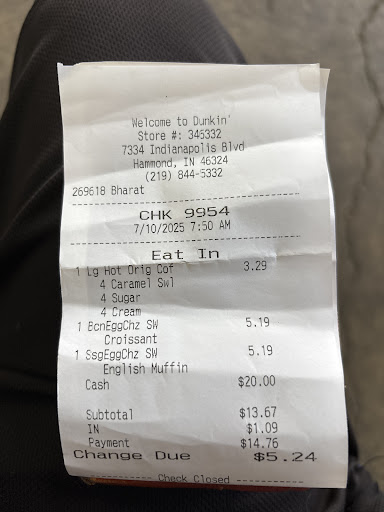 Welcome to Dunkin'
Store #: 345332
7334 Indianapolis Blvd
Hammond, IN 46324
(219) 844-5332
269618 Bharat
CHK 9954
7/10/2025 7:50 AM
Eat In
1 Lg Hot Orig Cof 3.29
4 Caramel Swl
4 Sugar
4 Cream
1 BcnEggChz SW 5.19
Croissant
1 SsgEggChz SW 5.19
English Muffin
Cash $20.00
Subtotal $13.67
IN $1.09
Payment $14.76
Change Due $5.24
Check Closed